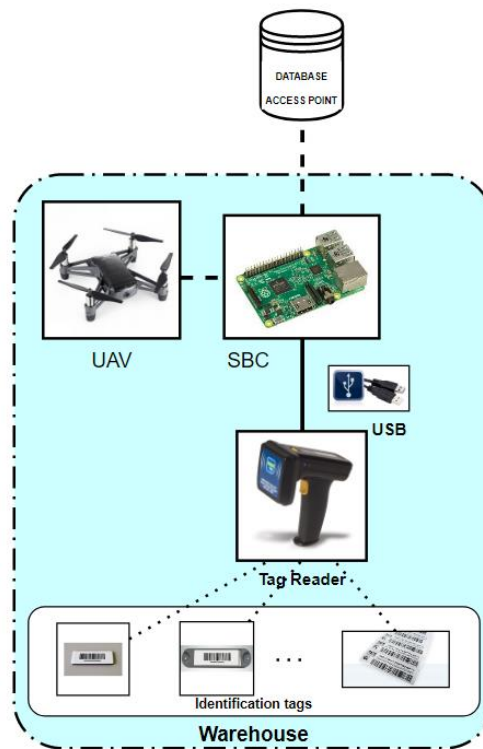 DATABASE
ACCESS POINT
UAV
SBC
USB
Tag Reader
...
Identification tags
Warehouse